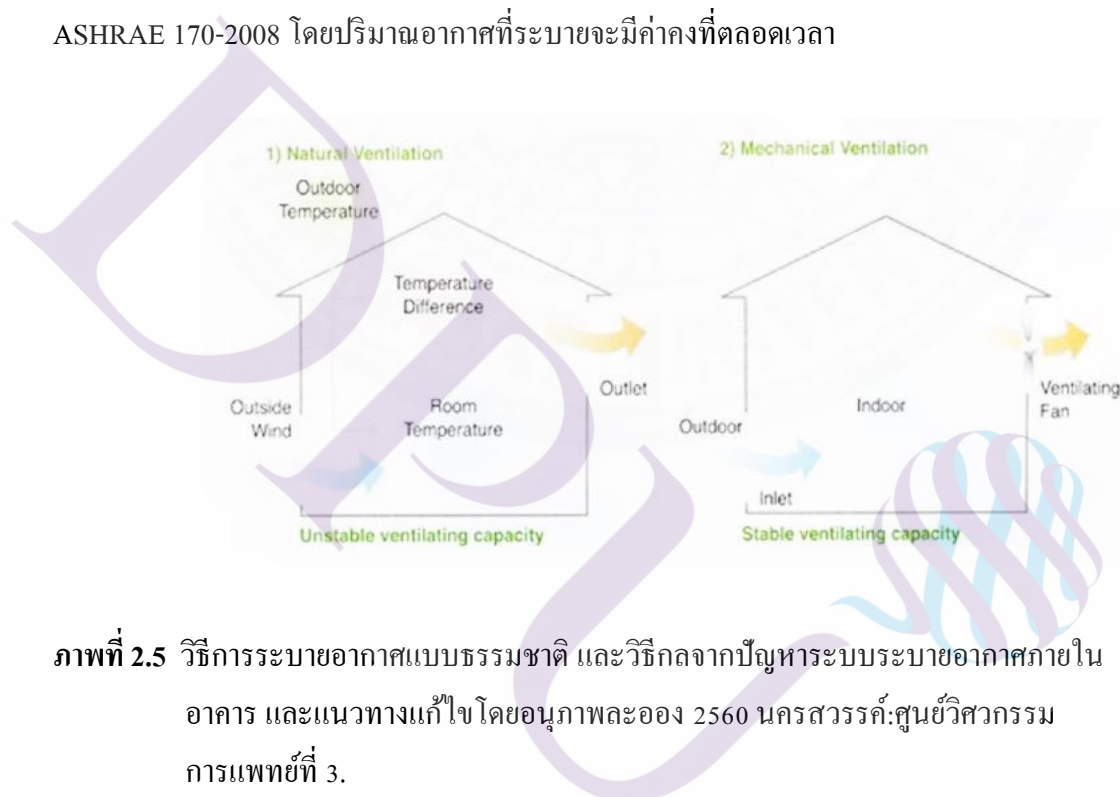 ASHRAE 170-2008 โดยปริมาณอากาศที่ระบายจะมีค่าคงที่ตลอดเวลา
1) Natural Ventilation
Outdoor
Temperature
Temperature
Difference
Outlet
Outside
Wind
Room
Temperature
Unstable ventilating capacity
2) Mechanical Ventilation
Outdoor
Indoor
Ventilating
Fan
Inlet
Stable ventilating capacity
ภาพที่ 2.5 วิธีการระบายอากาศแบบธรรมชาติ และวิธีกลจากปัญหาระบบระบายอากาศภายใน
อาคาร และแนวทางแก้ไขโดยอนุภาพละออง 2560 นครสวรรค์:ศูนย์วิศวกรรม
การแพทย์ที่ 3.
DPU